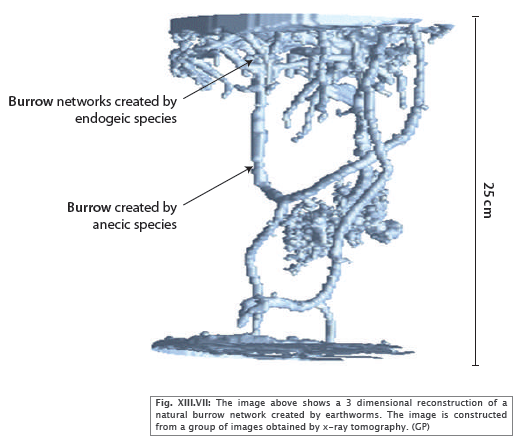 Burrow networks created by
endogeic species
Burrow created by
anecic species
25 cm
Fig. XIII.VII: The image above shows a 3 dimensional reconstruction of a
natural burrow network created by earthworms. The image is constructed
from a group of images obtained by x-ray tomography. (GP)